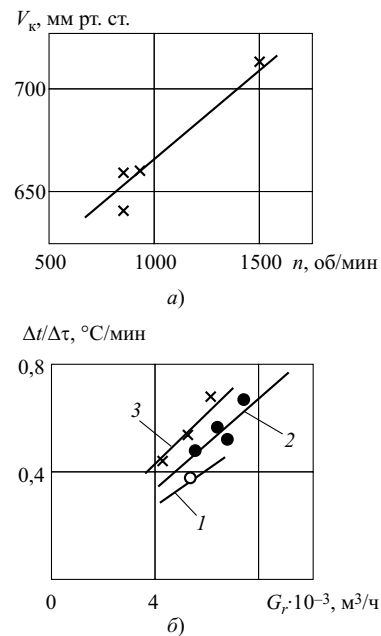 V_к, мм рт. ст.
700
650
500 1000 1500 n, об/мин
а)
Δt/Δτ, °С/мин
0,8
3
2
0,4
1
0 4 G_r·10⁻³, м³/ч
б)